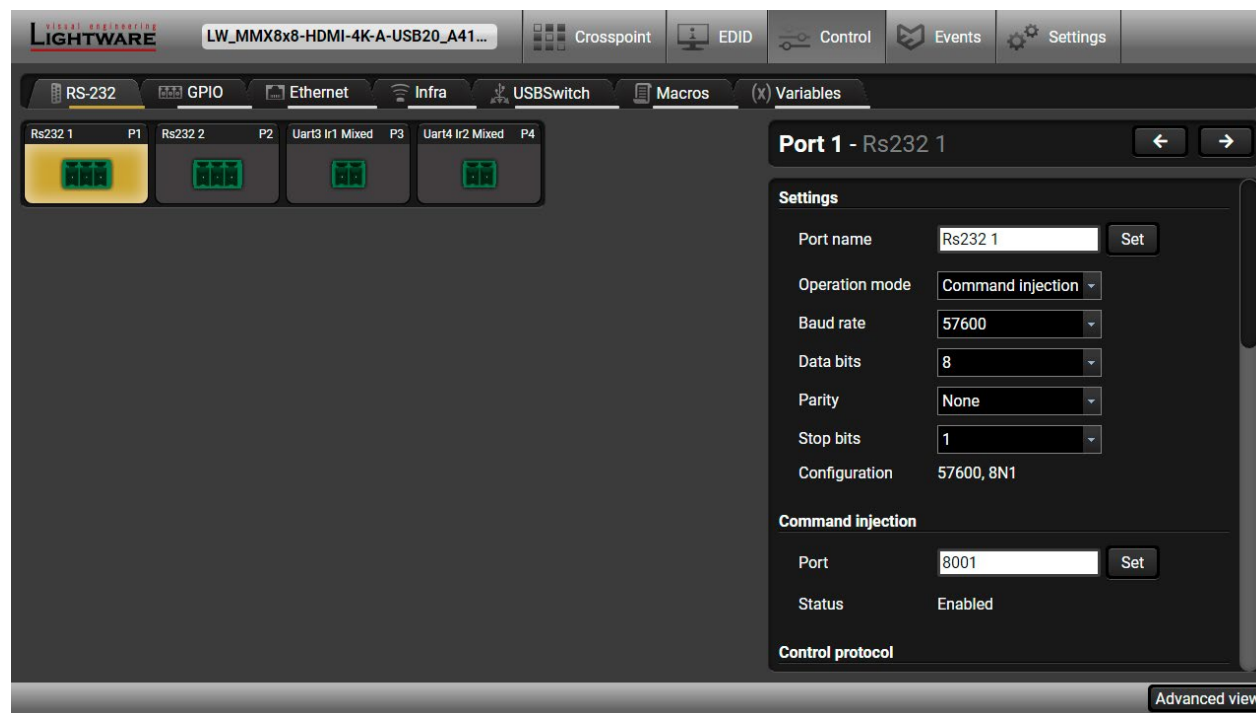 visual engineering
LIGHTWARE
LW_MMX8x8-HDMI-4K-A-USB20_A41...
Crosspoint
EDID
Control
Events
Settings
RS-232
GPIO
Ethernet
Infra
USBSwitch
Macros
(x) Variables
Rs232 1 P1
Rs232 2 P2
Uart3 Ir1 Mixed P3
Uart4 Ir2 Mixed P4
Port 1 - Rs232 1
Settings
Port name Rs232 1 Set
Operation mode Command injection
Baud rate 57600
Data bits 8
Parity None
Stop bits 1
Configuration 57600, 8N1
Command injection
Port 8001 Set
Status Enabled
Control protocol
Advanced view